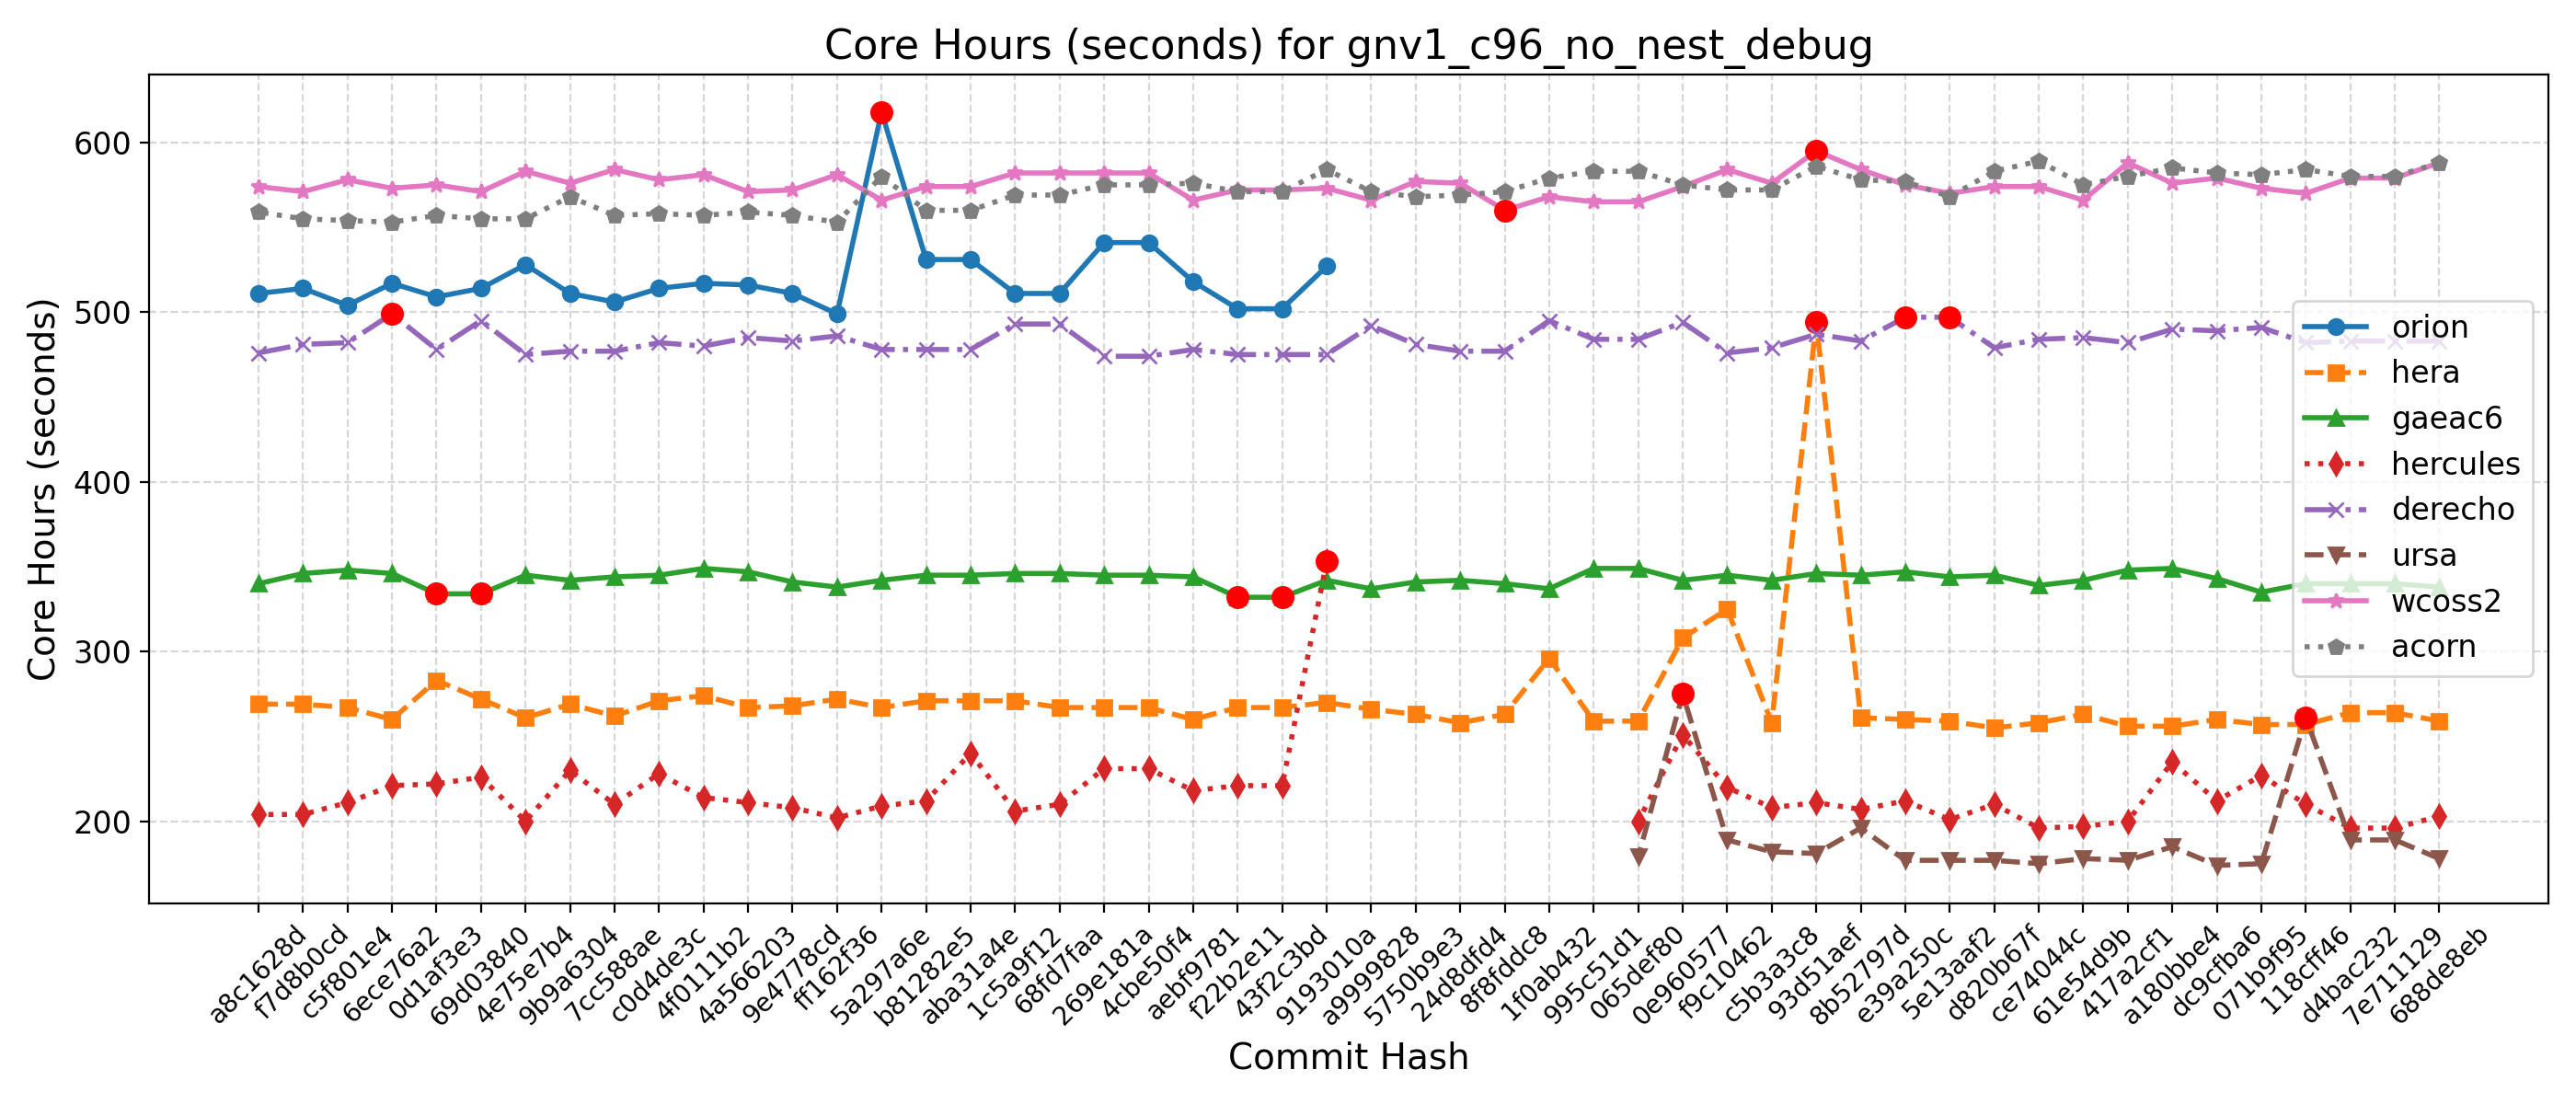 Core Hours (seconds) for gnv1_c96_no_nest_debug
Core Hours (seconds)
600
500
400
300
200
orion
hera
gaeac6
hercules
derecho
ursa
wcoss2
acorn
a8c1628d
f7d8b0cd
c5f801e4
6ece76a2
0d1af3e3
69d03840
4e75e7b4
9b9a6304
7cc588ae
c0d4de3c
4f0111b2
4a566203
9e4778cd
ff162f36
5a297a6e
b81282e5
aba31a4e
1c5a9f12
68fd7faa
269e181a
4cbe50f4
aebf9781
f22b2e11
43f2c3bd
9193010a
a9999828
5750b9e3
24d8dfd4
8f8fddc8
1f0ab432
995c51d1
065def80
0e960577
f9c10462
c5b3a3c8
93d51aef
8b52797d
e39a250c
5e13aaf2
d820b67f
ce74044c
61e54d9b
417a2cf1
a180bbe4
dc9cfba6
071b9f95
118cff46
d4bac232
7e711129
688de8eb
Commit Hash